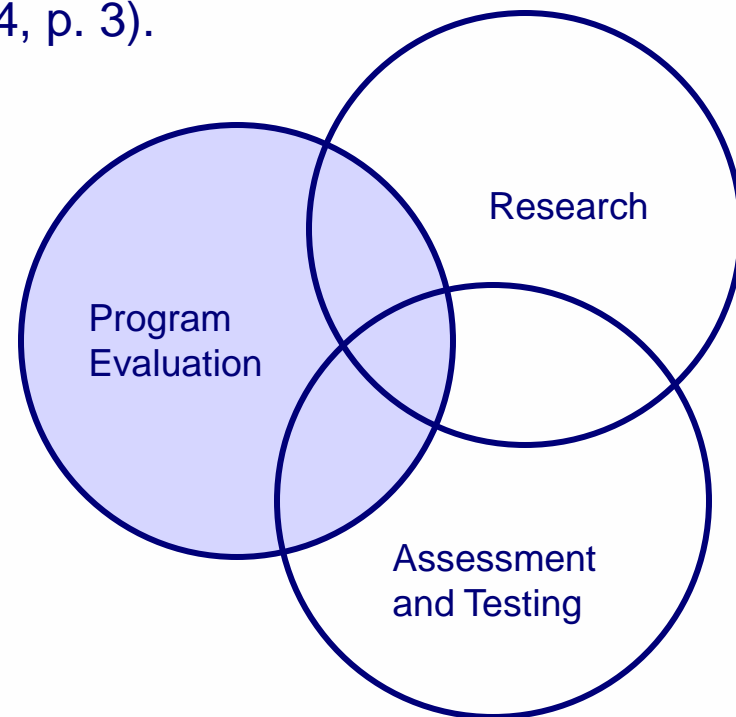 4, p. 3).
Research
Program
Evaluation
Assessment
and Testing